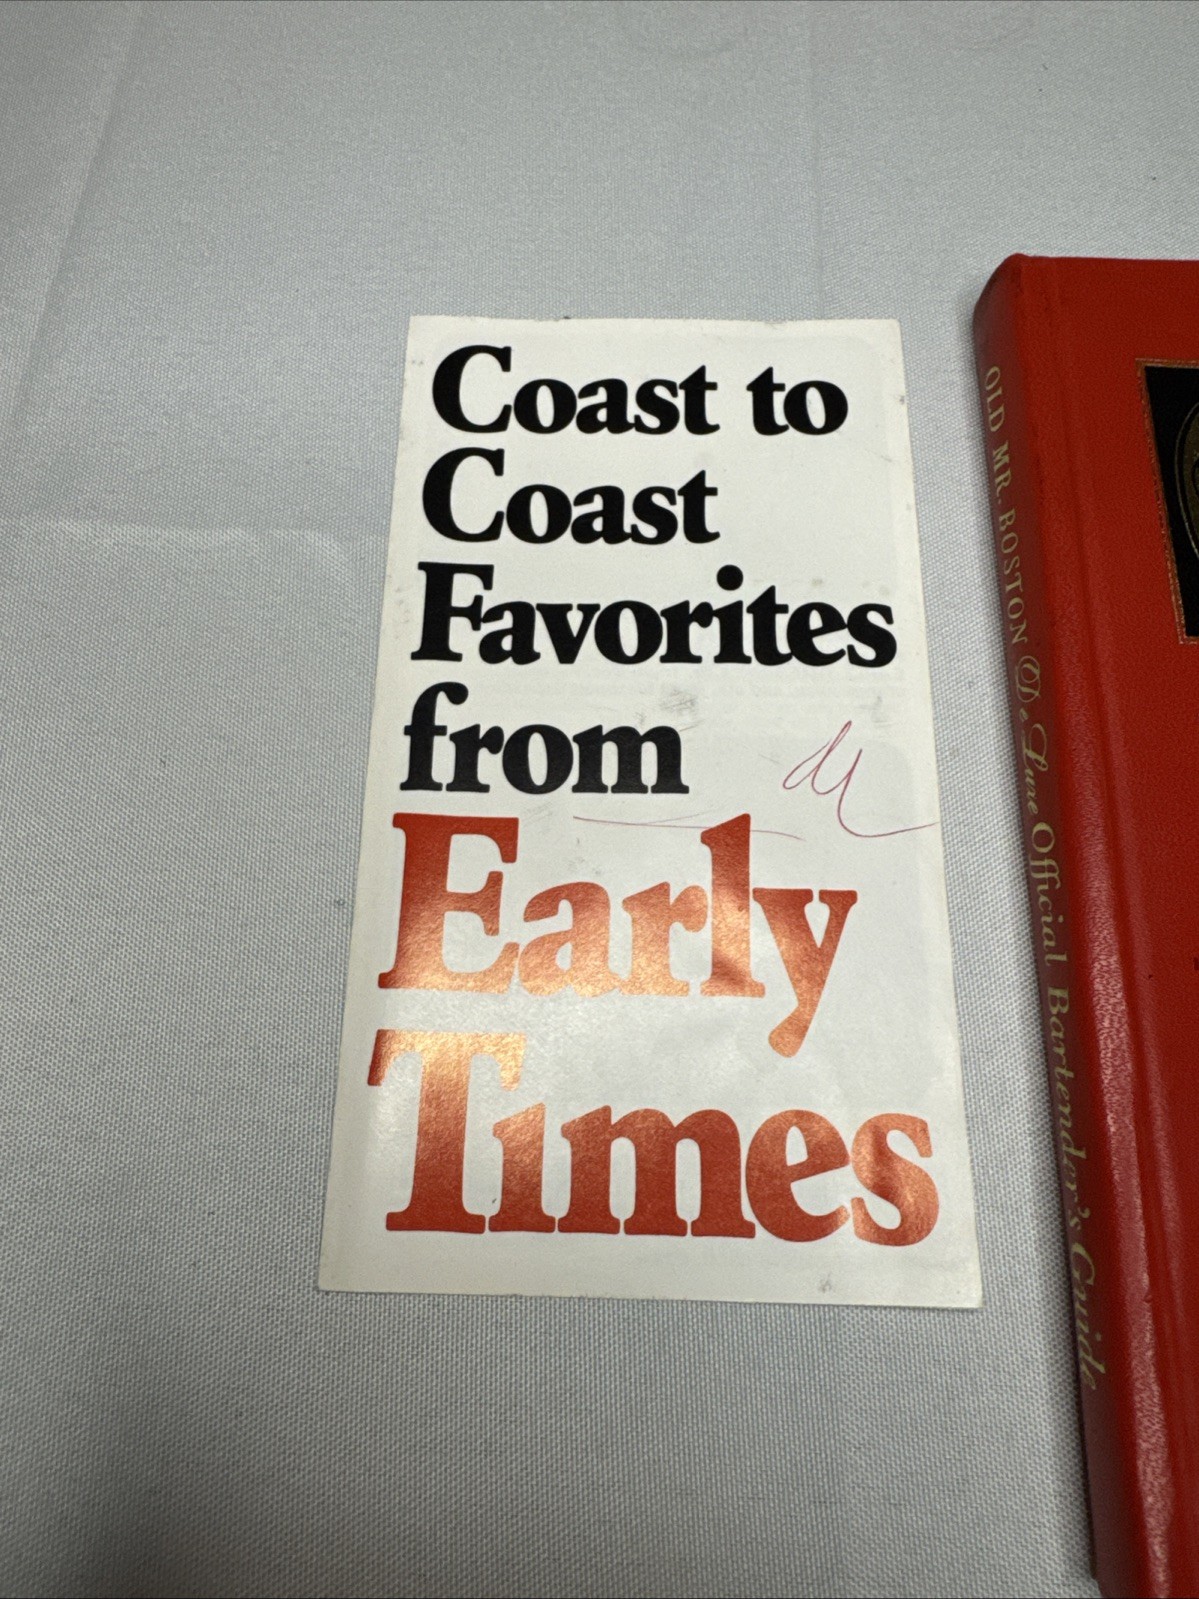 Coast to
Coast
Favorites
from
Early
Times
OLD MR. BOSTON De Luxe Official Bartender's Guide